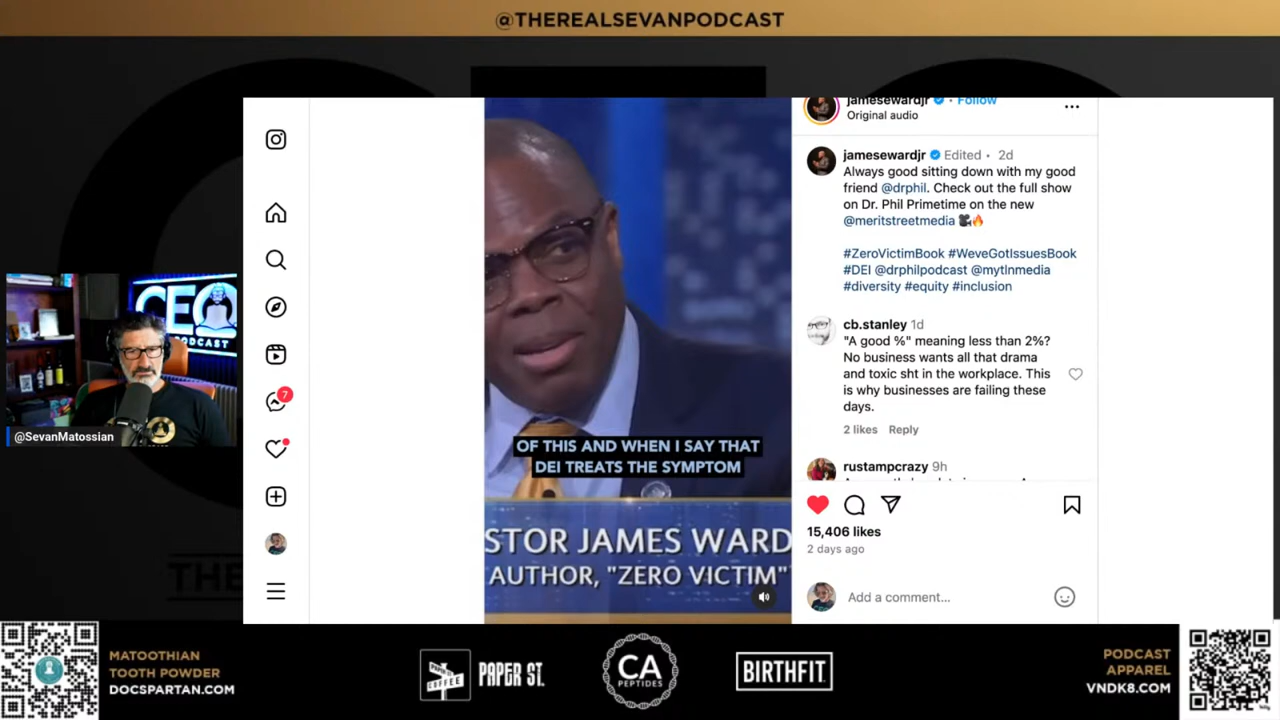 @THEREALSEVANPODCAST
jamesewardjr • Follow
Original audio
jamesewardjr Edited • 2d
Always good sitting down with my good
friend @drphil. Check out the full show
on Dr. Phil Primetime on the new
@meritstreetmedia 🎥🔥
#ZeroVictimBook #WeveGotIssuesBook
#DEI @drphilpodcast @mytlnmedia
#diversity #equity #inclusion
cb.stanley 1d
"A good %" meaning less than 2%?
No business wants all that drama
and toxic sht in the workplace. This
is why businesses are failing these
days.
2 likes Reply
rustampcrazy 9h
15,406 likes
2 days ago
Add a comment...
7
OF THIS AND WHEN I SAY THAT
DEI TREATS THE SYMPTOM
STOR JAMES WARD
AUTHOR, "ZERO VICTIM"
CEO
PODCAST
@SevanMatossian
THE
MATOOTHIAN
TOOTH POWDER
DOCSPARTAN.COM
PAPER ST.
COFFEE
CA
PEPTIDES
BIRTHFIT
PODCAST
APPAREL
VNDK8.COM